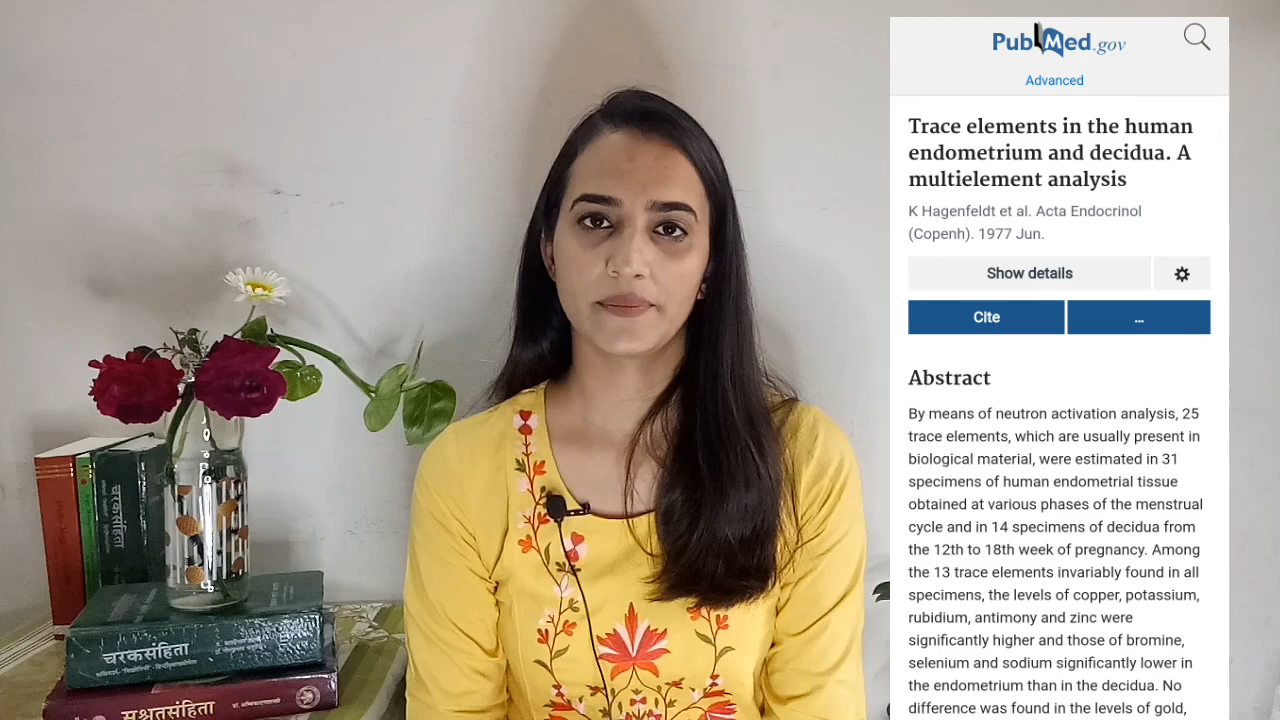 PubMed.gov
Advanced
Trace elements in the human
endometrium and decidua. A
multielement analysis
K Hagenfeldt et al. Acta Endocrinol
(Copenh). 1977 Jun.
Show details
Cite
...
Abstract
By means of neutron activation analysis, 25
trace elements, which are usually present in
biological material, were estimated in 31
specimens of human endometrial tissue
obtained at various phases of the menstrual
cycle and in 14 specimens of decidua from
the 12th to 18th week of pregnancy. Among
the 13 trace elements invariably found in all
specimens, the levels of copper, potassium,
rubidium, antimony and zinc were
significantly higher and those of bromine,
selenium and sodium significantly lower in
the endometrium than in the decidua. No
difference was found in the levels of gold,
चरकसंहिता
चरकसंहिता
सुश्रुतसंहिता